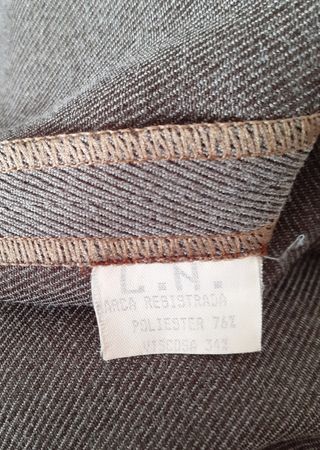 L.N.
MARCA REGISTRADA
POLIESTER 76%
VISCOSA 34%